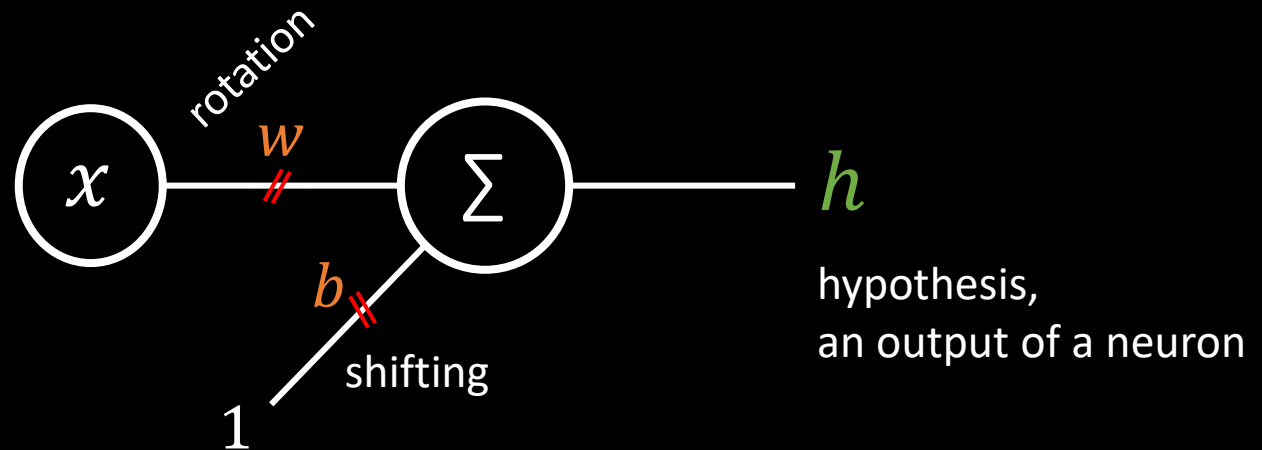 rotation
w
x
∑
h
b
hypothesis,
an output of a neuron
shifting
1